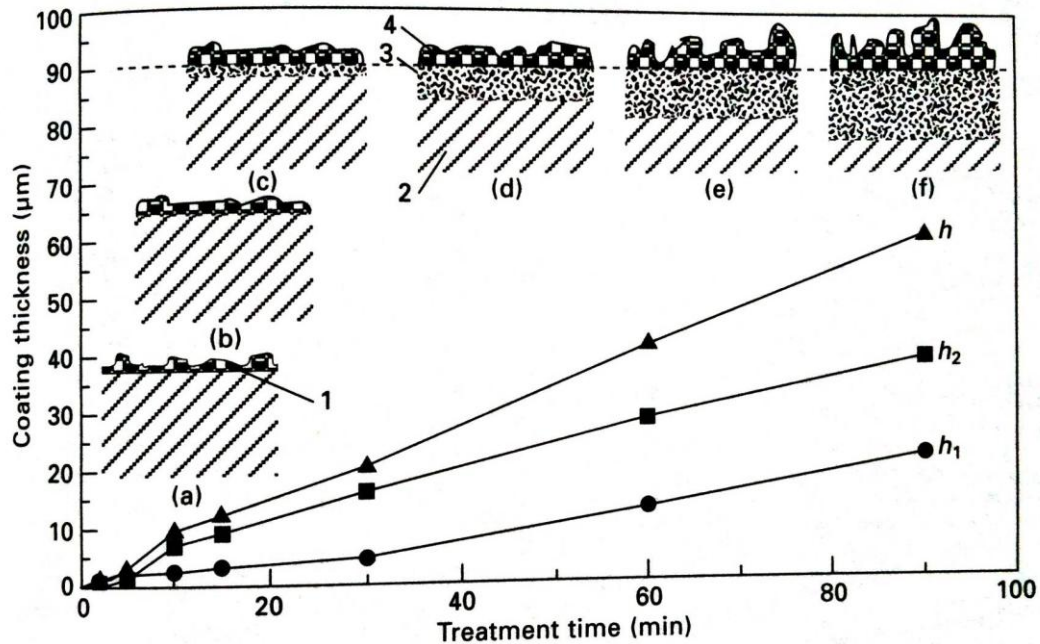 Coating thickness (µm)
100
90
80
70
60
50
40
30
20
10
0
4
3
2
(c)
(d)
(e)
(f)
(b)
1
(a)
h
h₂
h₁
0
20
40
60
80
100
Treatment time (min)